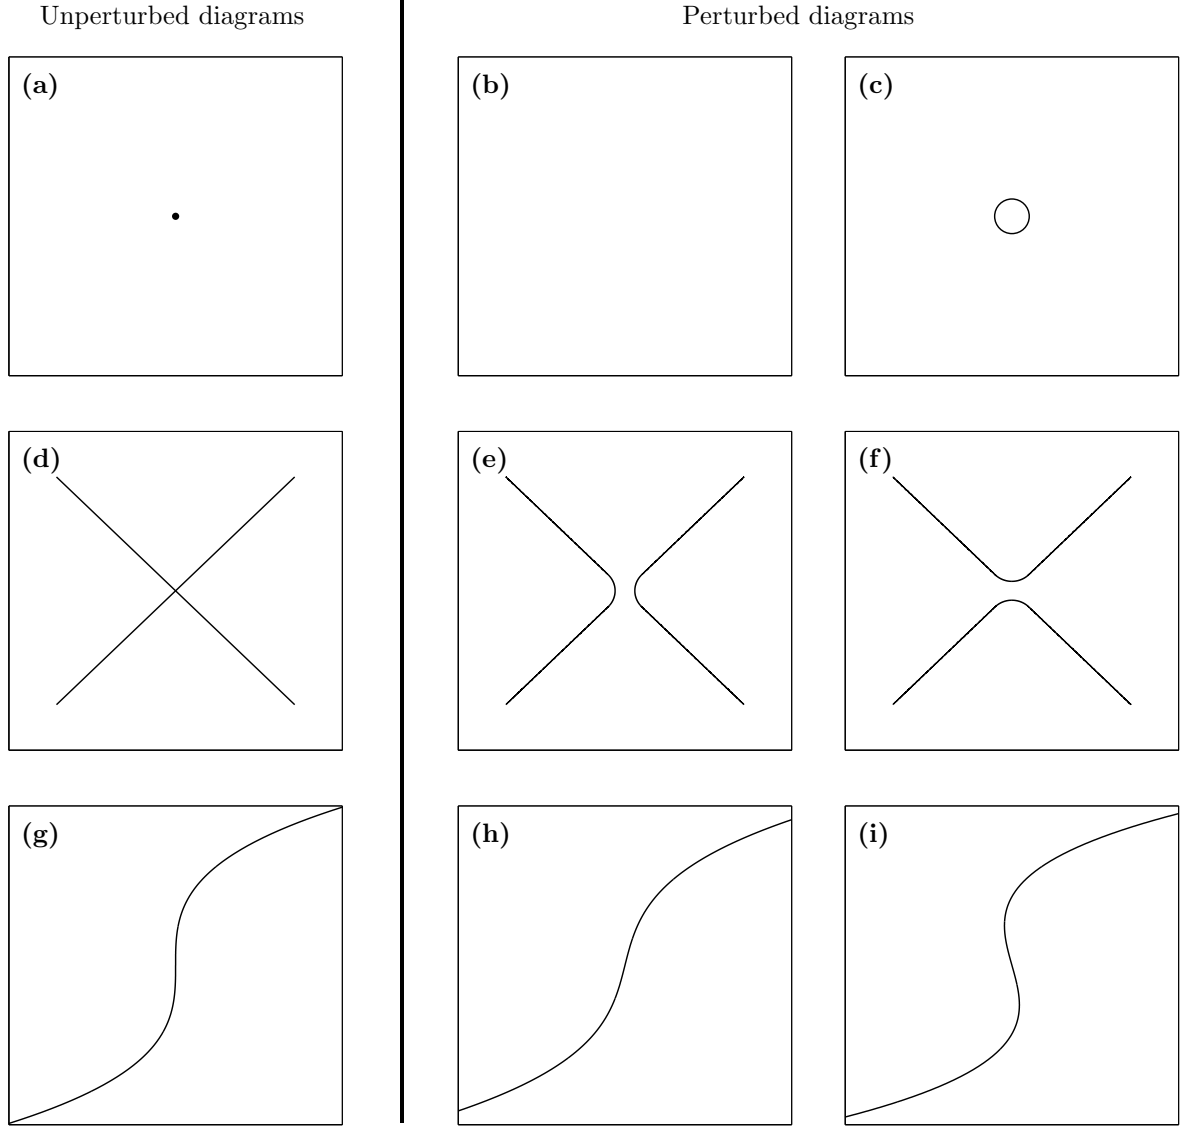 Unperturbed diagrams
Perturbed diagrams
(a)
(b)
(c)
(d)
(e)
(f)
(g)
(h)
(i)